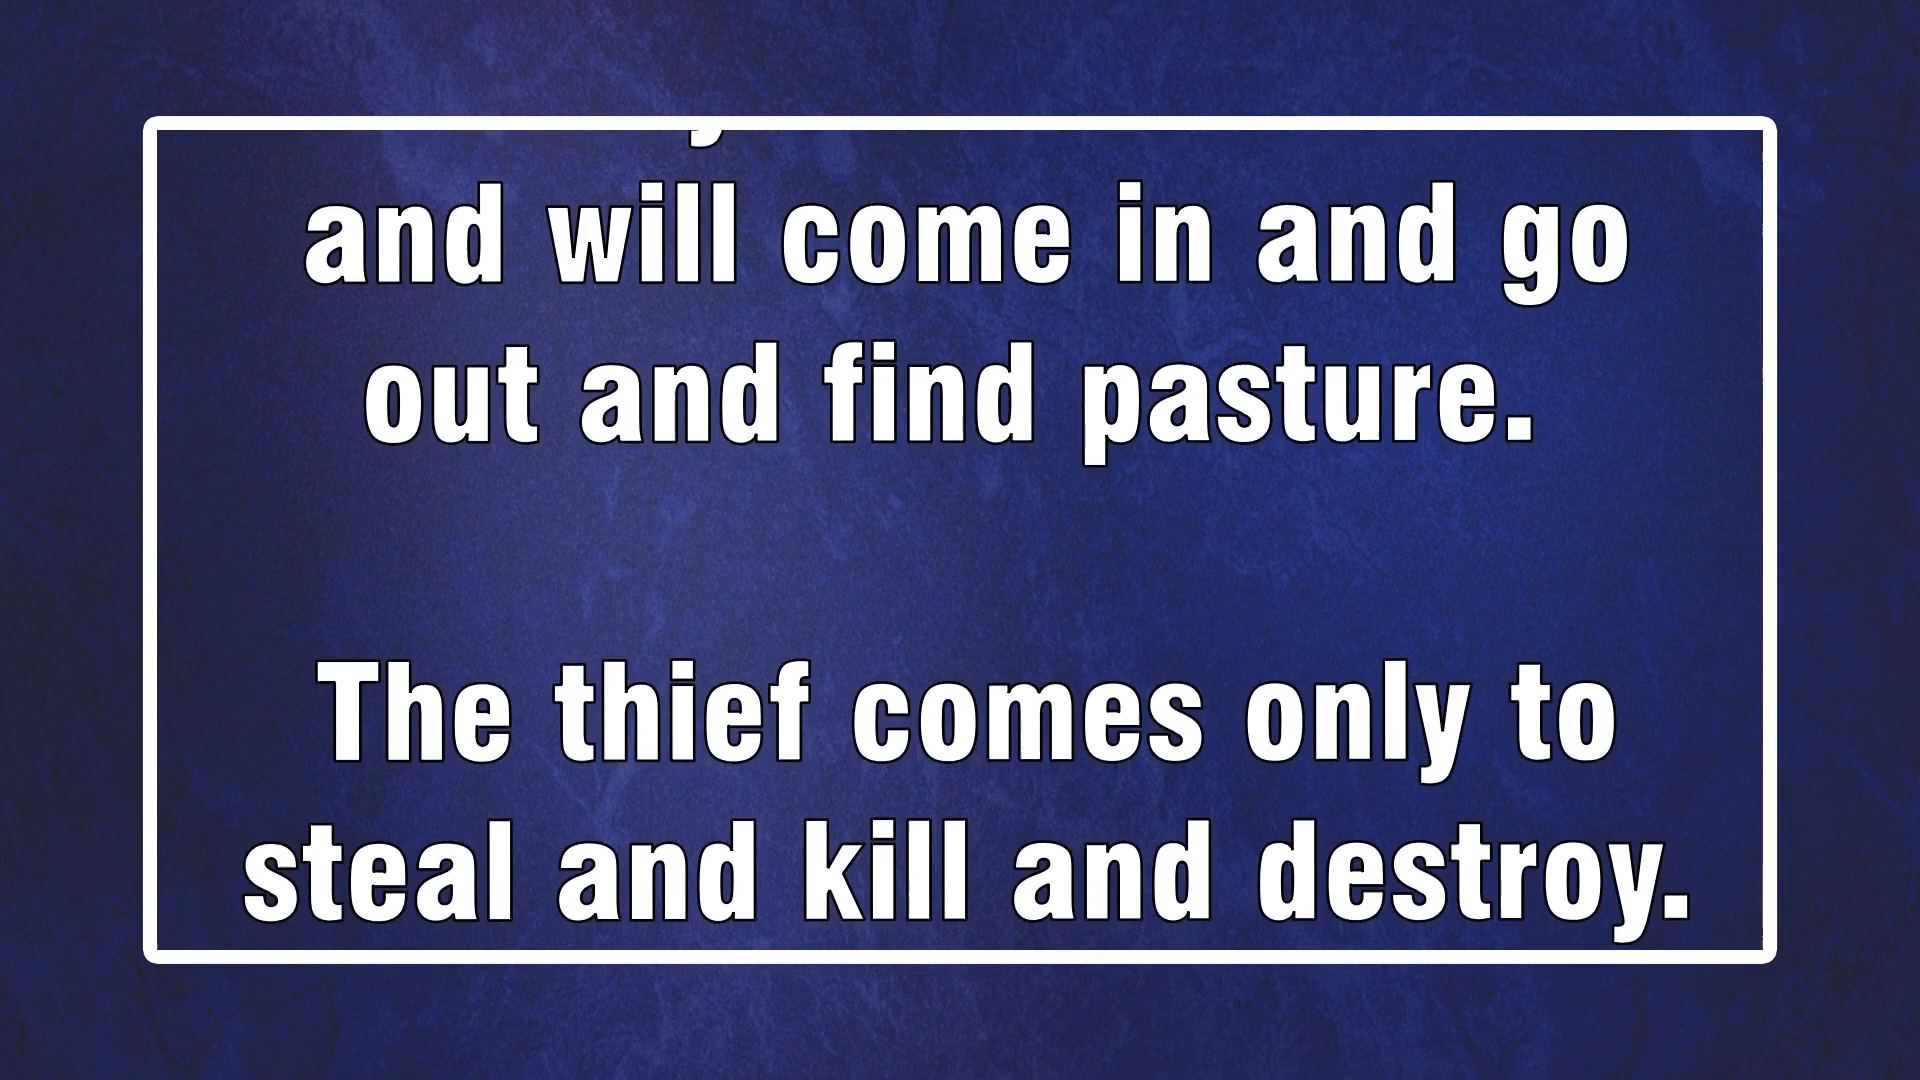 and will come in and go
out and find pasture.
The thief comes only to
steal and kill and destroy.